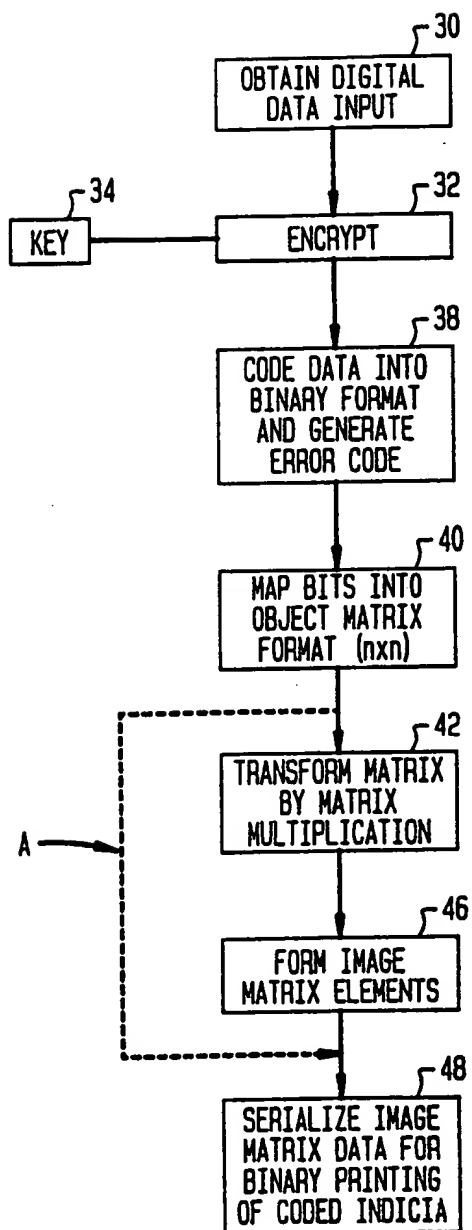 30
OBTAIN DIGITAL
DATA INPUT
34
32
KEY
ENCRYPT
38
CODE DATA INTO
BINARY FORMAT
AND GENERATE
ERROR CODE
40
MAP BITS INTO
OBJECT MATRIX
FORMAT (nxn)
42
TRANSFORM MATRIX
BY MATRIX
MULTIPLICATION
A
46
FORM IMAGE
MATRIX ELEMENTS
48
SERIALIZE IMAGE
MATRIX DATA FOR
BINARY PRINTING
OF CODED INDICIA